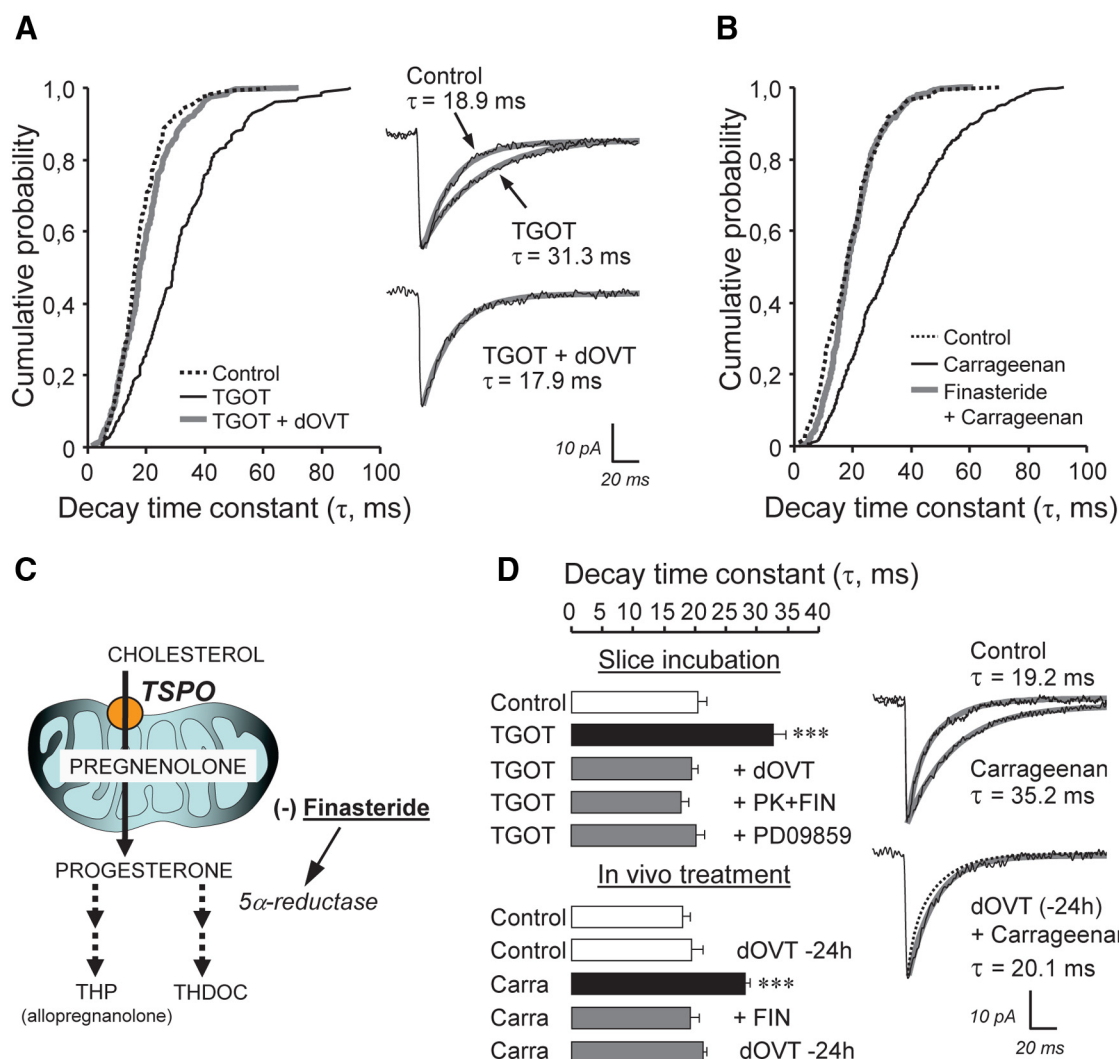 A
Cumulative probability
1,0
0,8
0,6
0,4
0,2
0
0 20 40 60 80 100
Decay time constant (τ, ms)
Control
TGOT
TGOT + dOVT
Control
τ = 18.9 ms
TGOT
τ = 31.3 ms
TGOT + dOVT
τ = 17.9 ms
10 pA
20 ms
B
Cumulative probability
1,0
0,8
0,6
0,4
0,2
0
0 20 40 60 80 100
Decay time constant (τ, ms)
Control
Carrageenan
Finasteride
+ Carrageenan
C
CHOLESTEROL
TSPO
PREGNENOLONE
(-) Finasteride
PROGESTERONE
5α-reductase
THP
(allopregnanolone)
THDOC
D
Decay time constant (τ, ms)
0 5 10 15 20 25 30 35 40
Slice incubation
Control
TGOT ***
TGOT + dOVT
TGOT + PK+FIN
TGOT + PD09859
In vivo treatment
Control
Control dOVT -24h
Carra ***
Carra + FIN
Carra dOVT -24h
Control
τ = 19.2 ms
Carrageenan
τ = 35.2 ms
dOVT (-24h)
+ Carrageenan
τ = 20.1 ms
10 pA
20 ms